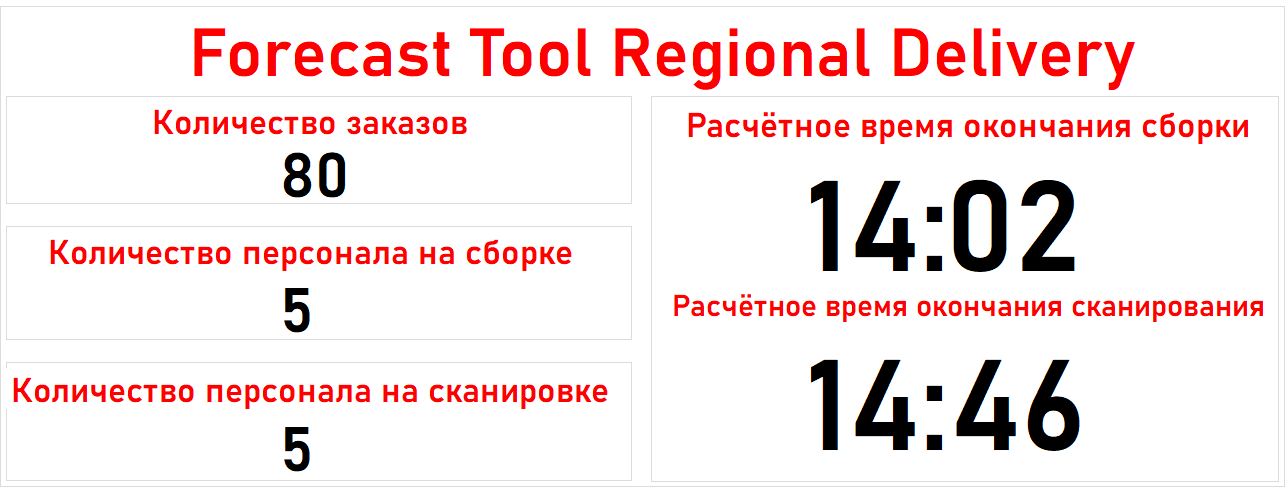 Forecast Tool Regional Delivery
Количество заказов
80
Количество персонала на сборке
5
Количество персонала на сканировке
5
Расчётное время окончания сборки
14:02
Расчётное время окончания сканирования
14:46